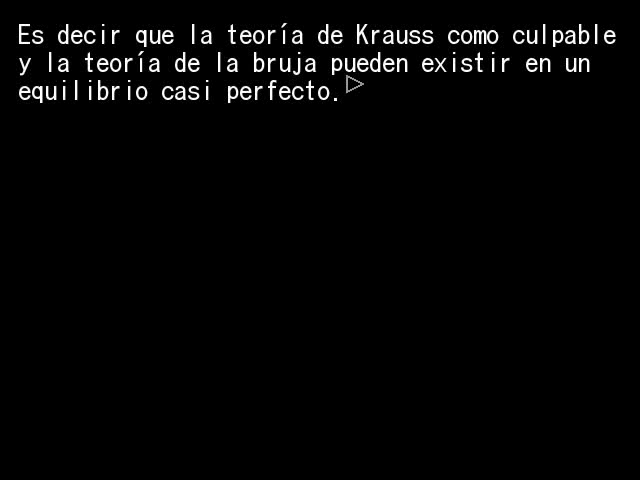 Es decir que la teoría de Krauss como culpable
y la teoría de la bruja pueden existir en un
equilibrio casi perfecto.